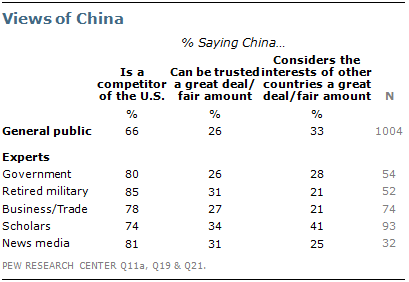 Views of China
% Saying China…
Is a competitor of the U.S. Can be trusted a great deal/ fair amount Considers the interests of other countries a great deal/fair amount N
% % %
General public 66 26 33 1004
Experts
Government 80 26 28 54
Retired military 85 31 21 52
Business/Trade 78 27 21 74
Scholars 74 34 41 93
News media 81 31 25 32
PEW RESEARCH CENTER Q11a, Q19 & Q21.